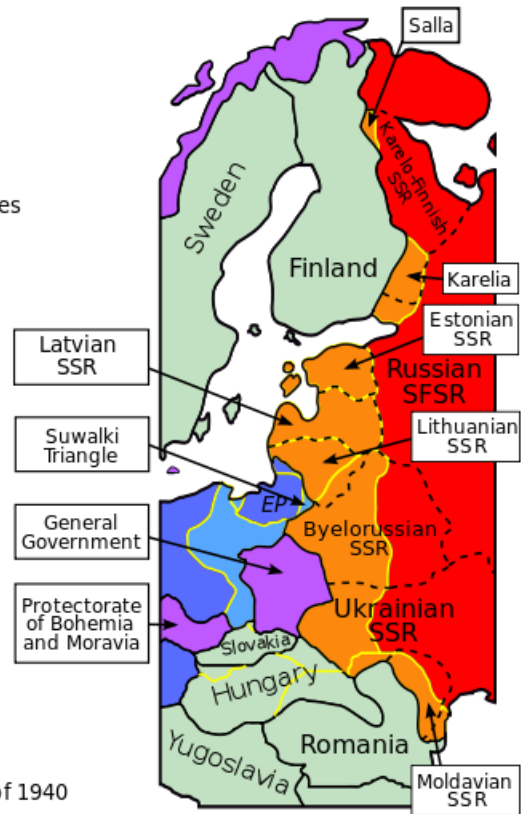 Salla
Karelo-Finnish
SSR
es
Sweden
Finland
Karelia
Estonian
SSR
Latvian
SSR
Russian
SFSR
Lithuanian
SSR
Suwalki
Triangle
EP
General
Government
Byelorussian
SSR
Protectorate
of Bohemia
and Moravia
Ukrainian
SSR
Slovakia
Hungary
Romania
Yugoslavia
Moldavian
SSR
of 1940